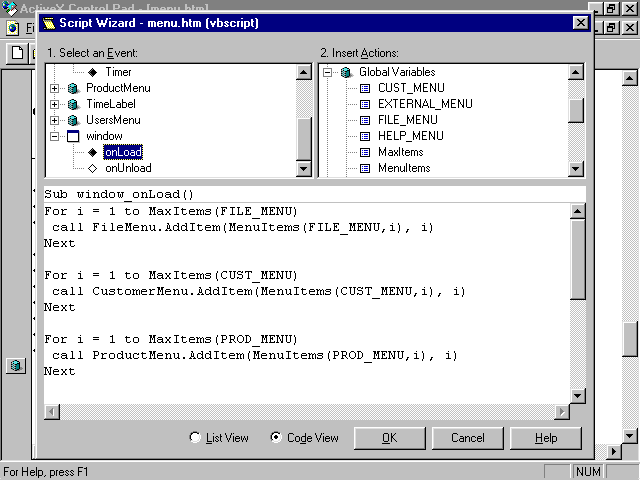 ActiveX Control Pad - [menu.htm]
Script Wizard - menu.htm (vbscript)
1. Select an Event:
2. Insert Actions:
Timer
ProductMenu
TimeLabel
UsersMenu
window
onLoad
onUnload
Global Variables
CUST_MENU
EXTERNAL_MENU
FILE_MENU
HELP_MENU
MaxItems
MenuItems
Sub window_onLoad()
For i = 1 to MaxItems(FILE_MENU)
call FileMenu.AddItem(MenuItems(FILE_MENU,i), i)
Next
For i = 1 to MaxItems(CUST_MENU)
call CustomerMenu.AddItem(MenuItems(CUST_MENU,i), i)
Next
For i = 1 to MaxItems(PROD_MENU)
call ProductMenu.AddItem(MenuItems(PROD_MENU,i), i)
Next
List View
Code View
OK
Cancel
Help
For Help, press F1
NUM